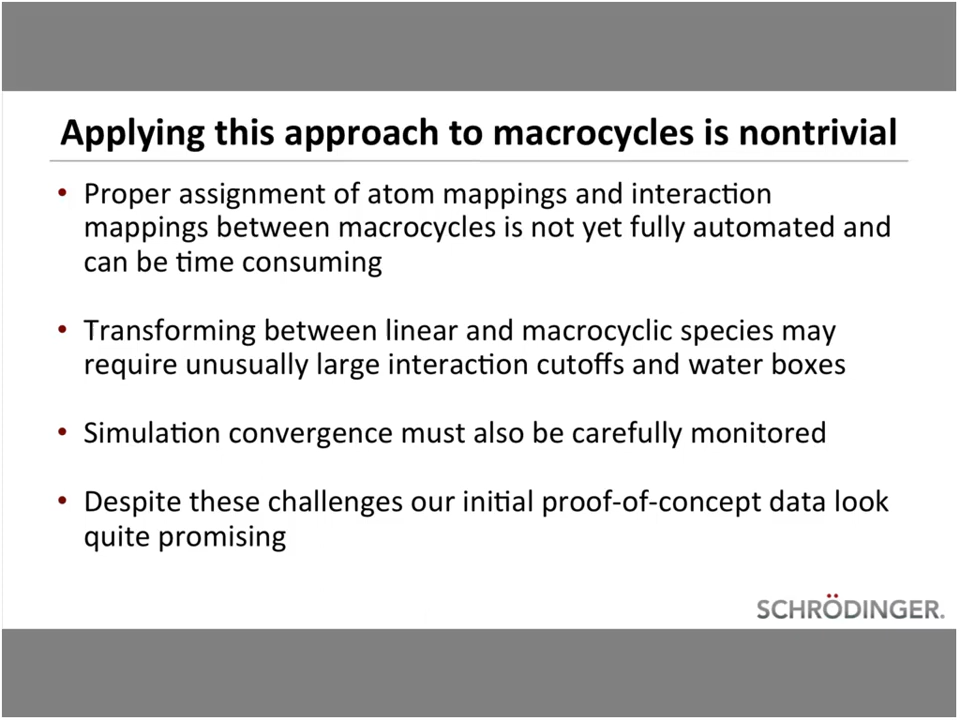 Applying this approach to macrocycles is nontrivial
• Proper assignment of atom mappings and interaction
mappings between macrocycles is not yet fully automated and
can be time consuming
• Transforming between linear and macrocyclic species may
require unusually large interaction cutoffs and water boxes
• Simulation convergence must also be carefully monitored
• Despite these challenges our initial proof-of-concept data look
quite promising
SCHRÖDINGER.